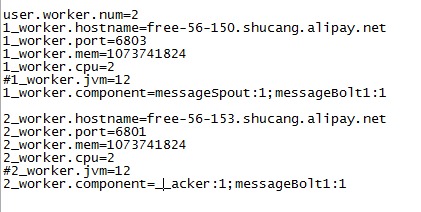 user.worker.num=2
1_worker.hostname=free-56-150.shucang.alipay.net
1_worker.port=6803
1_worker.mem=1073741824
1_worker.cpu=2
#1_worker.jvm=12
1_worker.component=messageSpout:1;messageBolt1:1
2_worker.hostname=free-56-153.shucang.alipay.net
2_worker.port=6801
2_worker.mem=1073741824
2_worker.cpu=2
#2_worker.jvm=12
2_worker.component=__acker:1;messageBolt1:1